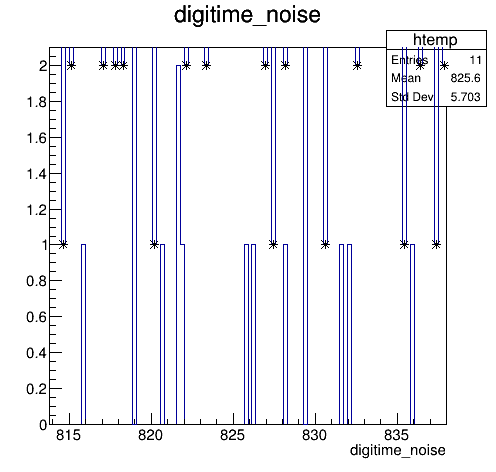 digitime_noise
htemp
Entries 11
Mean 825.6
Std Dev 5.703
2
1.8
1.6
1.4
1.2
1
0.8
0.6
0.4
0.2
0
815 820 825 830 835
digitime_noise